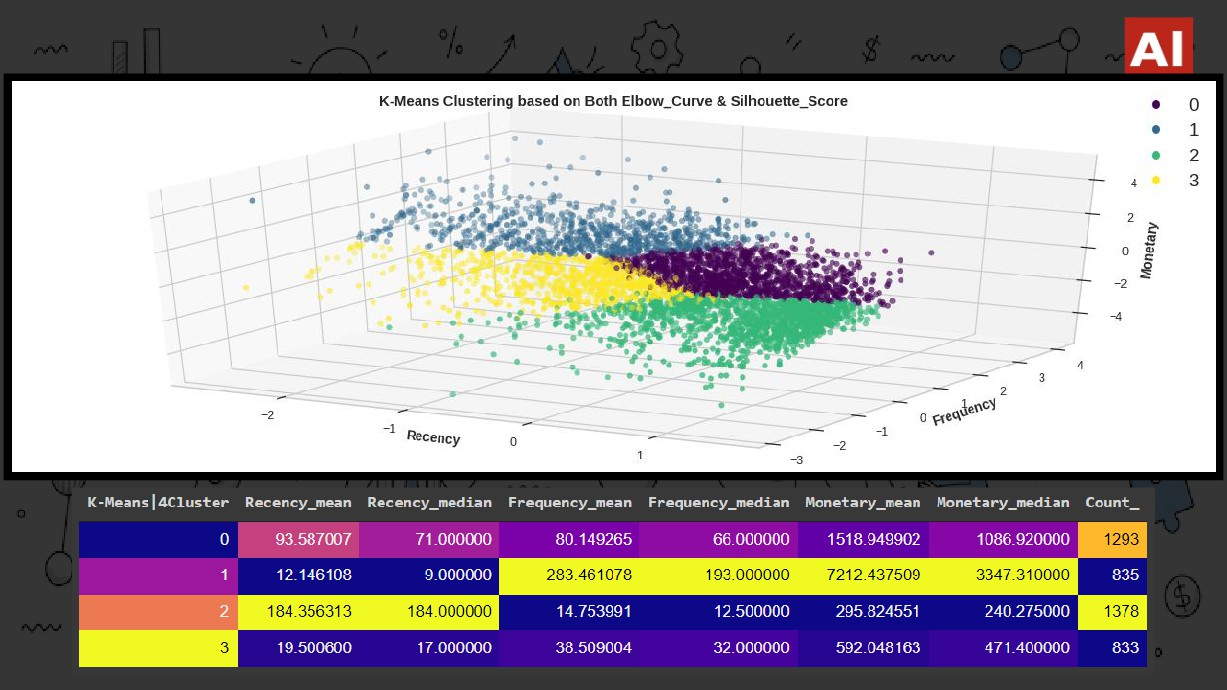 AI
K-Means Clustering based on Both Elbow_Curve & Silhouette_Score
0
1
2
3
4
2
0
−2
−4
Monetary
−2
−1
0
1
Recency
−3
−2
−1
0
1
2
3
4
Frequency
K-Means|4Cluster Recency_mean Recency_median Frequency_mean Frequency_median Monetary_mean Monetary_median Count_
0 93.587007 71.000000 80.149265 66.000000 1518.949902 1086.920000 1293
1 12.146108 9.000000 283.461078 193.000000 7212.437509 3347.310000 835
2 184.356313 184.000000 14.753991 12.500000 295.824551 240.275000 1378
3 19.500600 17.000000 38.509004 32.000000 592.048163 471.400000 833